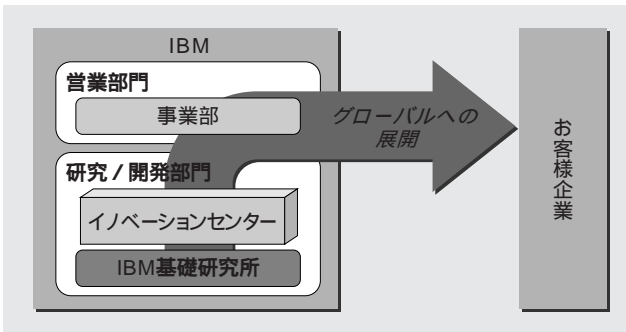 IBM
営業部門
事業部
グローバルへの
展開
研究／開発部門
イノベーションセンター
IBM基礎研究所
お客様企業